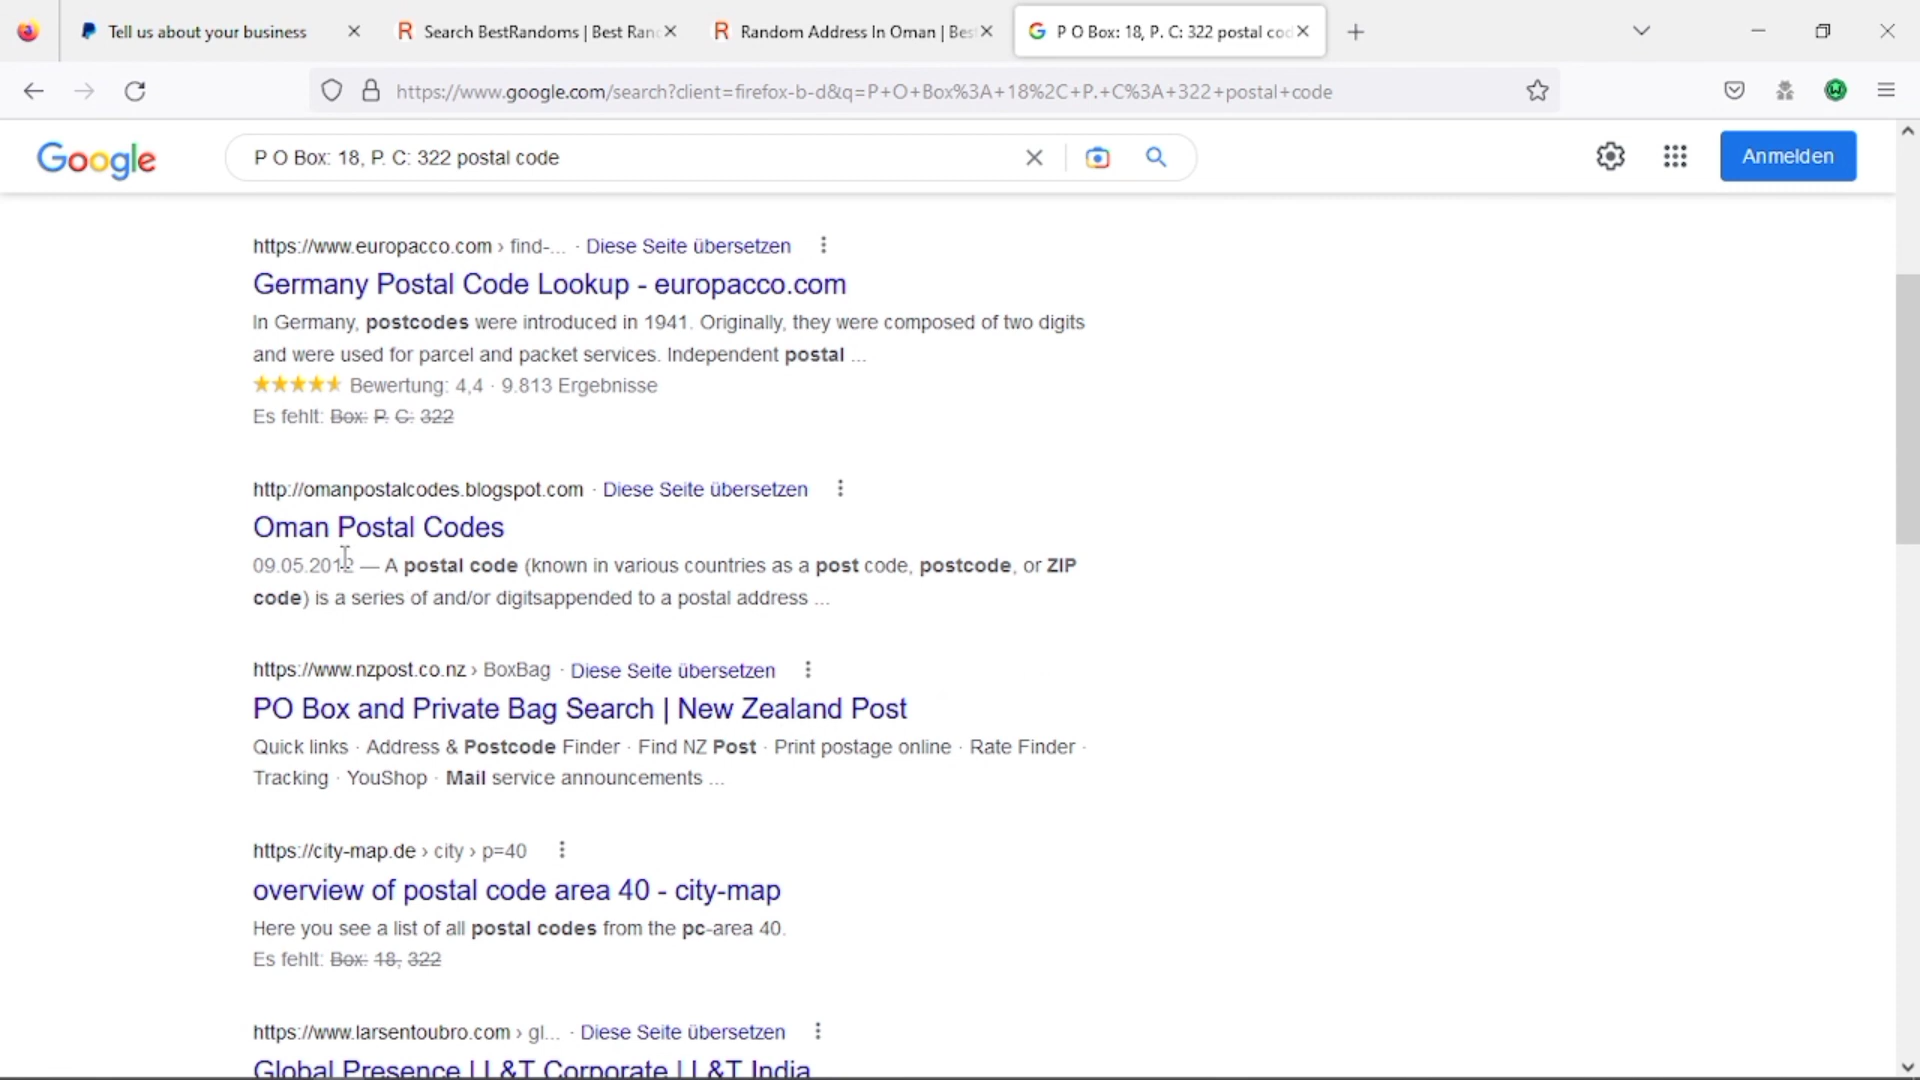 Tell us about your business
Search BestRandoms | Best Ran
Random Address In Oman | Bes
P O Box: 18, P. C: 322 postal co
https://www.google.com/search?client=firefox-b-d&q=P+O+Box%3A+18%2C+P.+C%3A+322+postal+code
Google
P O Box: 18, P. C: 322 postal code
Anmelden
https://www.europacco.com › find-... · Diese Seite übersetzen
Germany Postal Code Lookup - europacco.com
In Germany, postcodes were introduced in 1941. Originally, they were composed of two digits
and were used for parcel and packet services. Independent postal ...
Bewertung: 4,4 · 9.813 Ergebnisse
Es fehlt: Box: P. C: 322
http://omanpostalcodes.blogspot.com · Diese Seite übersetzen
Oman Postal Codes
09.05.2012 — A postal code (known in various countries as a post code, postcode, or ZIP
code) is a series of and/or digitsappended to a postal address ...
https://www.nzpost.co.nz › BoxBag · Diese Seite übersetzen
PO Box and Private Bag Search | New Zealand Post
Quick links · Address & Postcode Finder · Find NZ Post · Print postage online · Rate Finder ·
Tracking · YouShop · Mail service announcements ...
https://city-map.de › city › p=40
overview of postal code area 40 - city-map
Here you see a list of all postal codes from the pc-area 40.
Es fehlt: Box: 18, 322
https://www.larsentoubro.com › gl... · Diese Seite übersetzen
Global Presence | L&T Corporate | L&T India